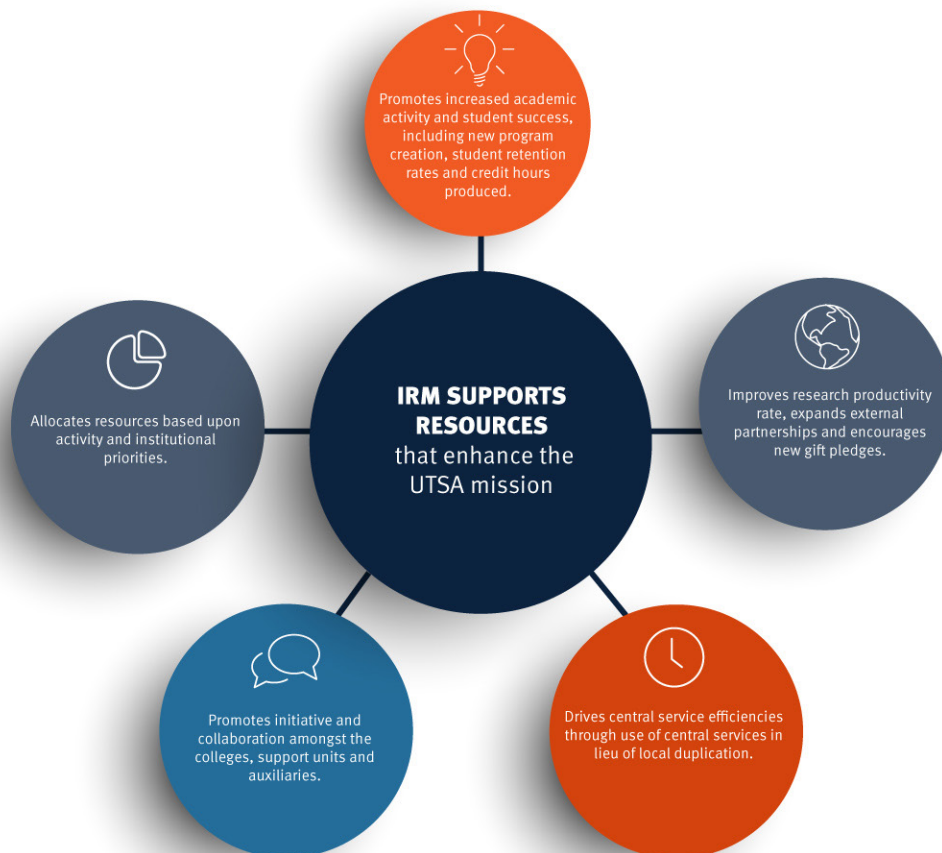 Promotes increased academic
activity and student success,
including new program
creation, student retention
rates and credit hours
produced.
IRM SUPPORTS
RESOURCES
that enhance the
UTSA mission
Improves research productivity
rate, expands external
partnerships and encourages
new gift pledges.
Allocates resources based upon
activity and institutional
priorities.
Promotes initiative and
collaboration amongst the
colleges, support units and
auxiliaries.
Drives central service efficiencies
through use of central services in
lieu of local duplication.